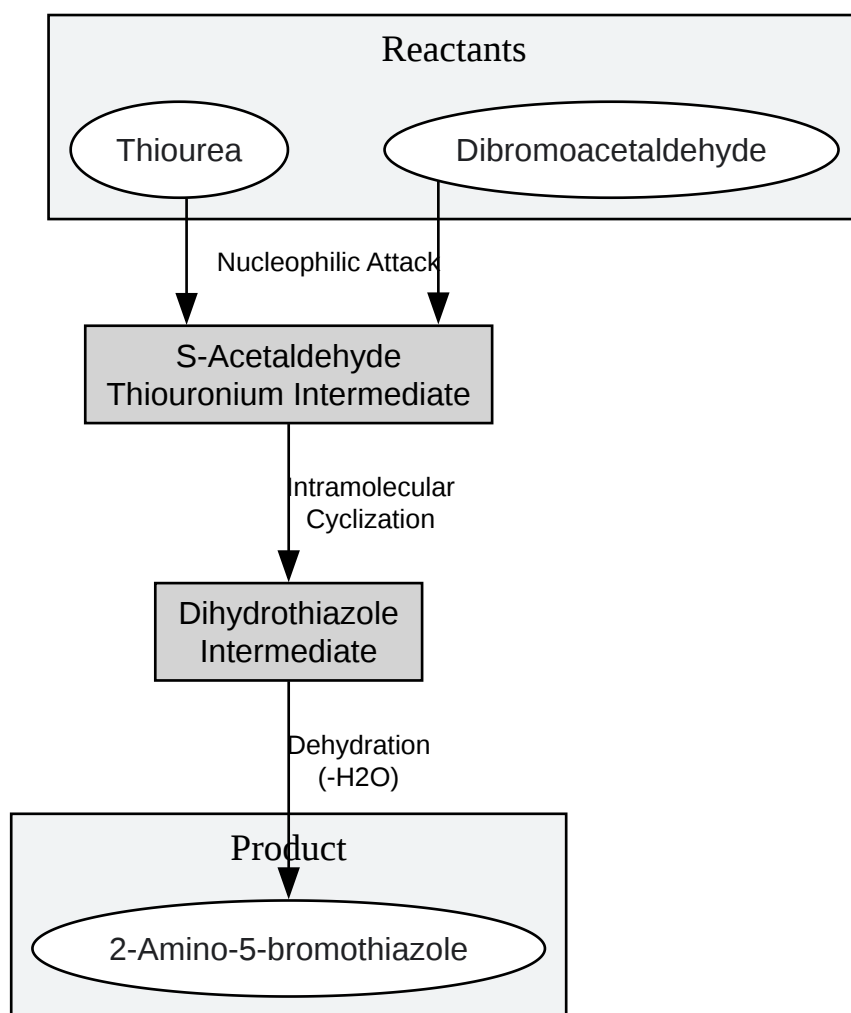 Reactants
Thiourea
Dibromoacetaldehyde
Nucleophilic Attack
S-Acetaldehyde
Thiouronium Intermediate
Intramolecular
Cyclization
Dihydrothiazole
Intermediate
Dehydration
(-H2O)
Product
2-Amino-5-bromothiazole